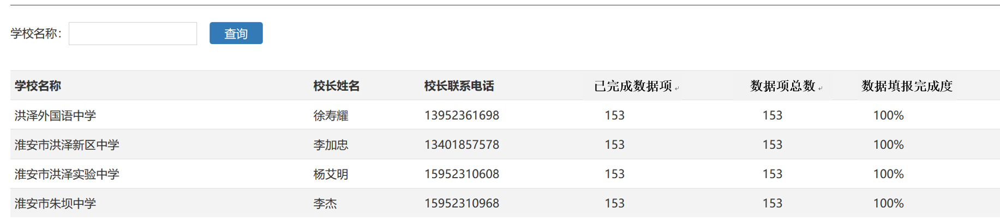 学校名称： 查询
学校名称 校长姓名 校长联系电话 已完成数据项 数据项总数 数据填报完成度
洪泽外国语中学 徐寿耀 13952361698 153 153 100%
淮安市洪泽新区中学 李加忠 13401857578 153 153 100%
淮安市洪泽实验中学 杨艾明 15952310608 153 153 100%
淮安市朱坝中学 李杰 15952310968 153 153 100%